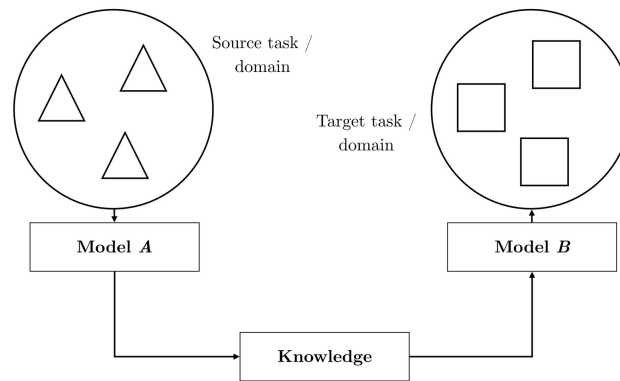 Source task /
domain
Target task /
domain
Model A
Model B
Knowledge